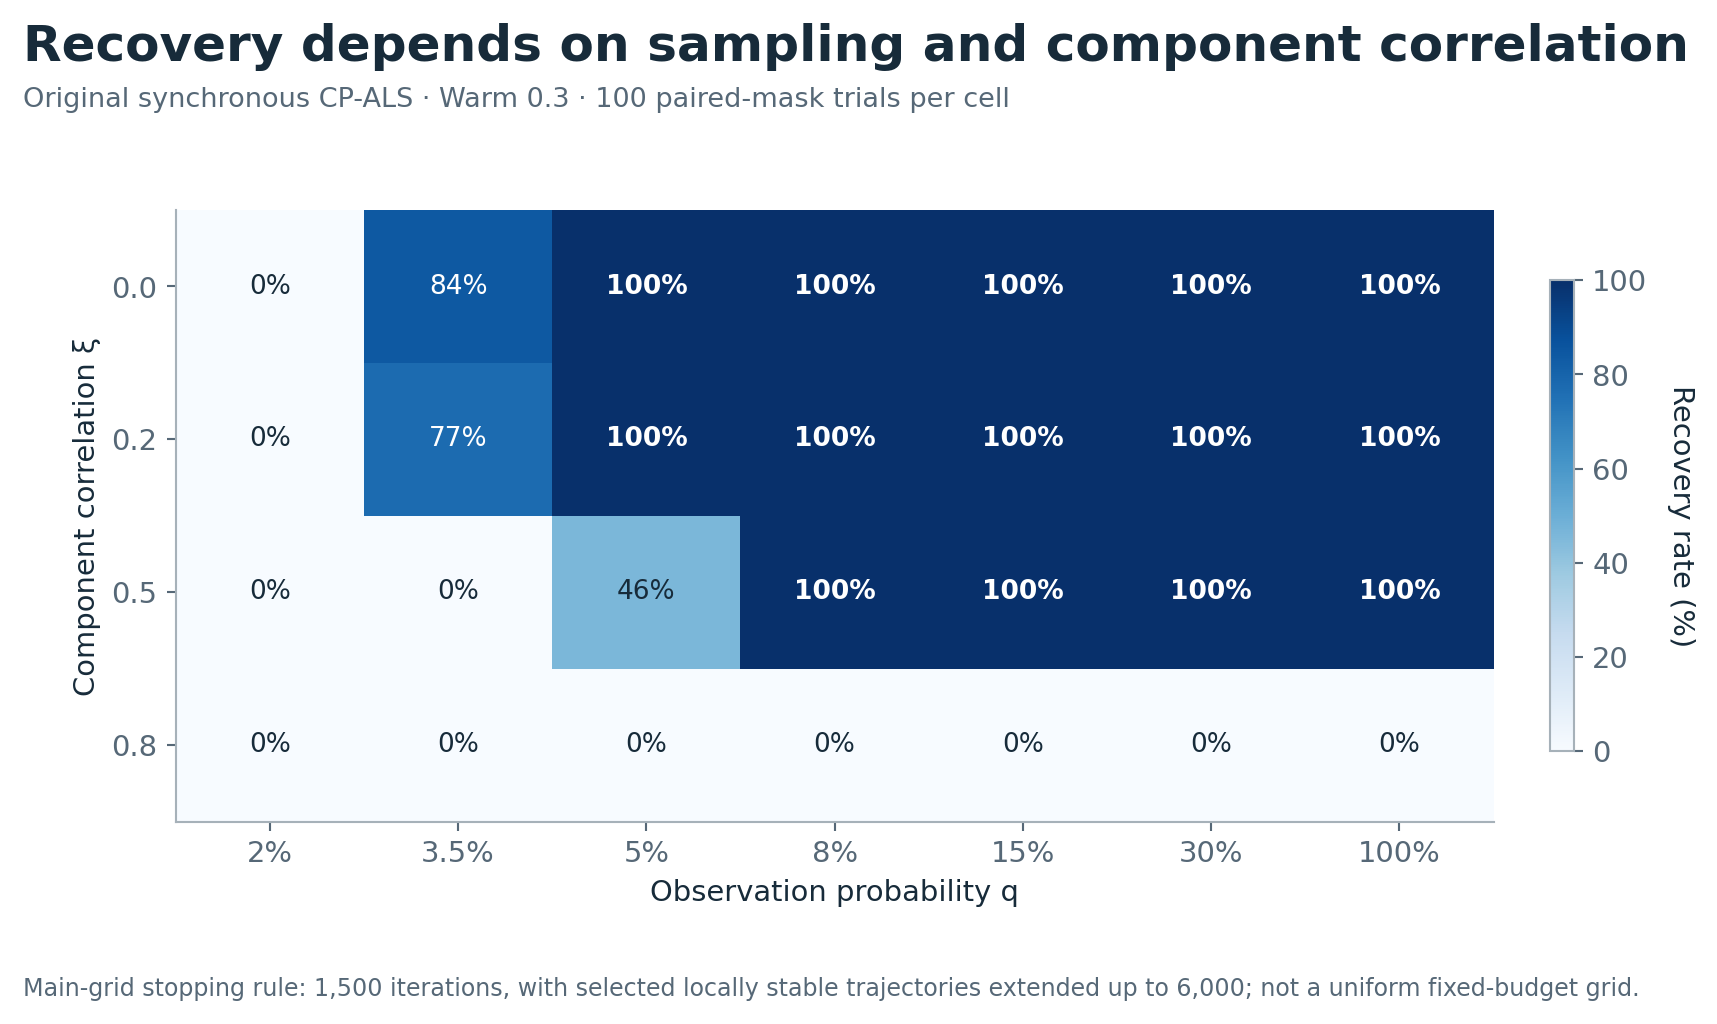 Recovery depends on sampling and component correlation
Original synchronous CP-ALS · Warm 0.3 · 100 paired-mask trials per cell
Component correlation ξ
0.0 0% 84% 100% 100% 100% 100% 100%
0.2 0% 77% 100% 100% 100% 100% 100%
0.5 0% 0% 46% 100% 100% 100% 100%
0.8 0% 0% 0% 0% 0% 0% 0%
2% 3.5% 5% 8% 15% 30% 100%
Observation probability q
100
80
60
40
20
0
Recovery rate (%)
Main-grid stopping rule: 1,500 iterations, with selected locally stable trajectories extended up to 6,000; not a uniform fixed-budget grid.